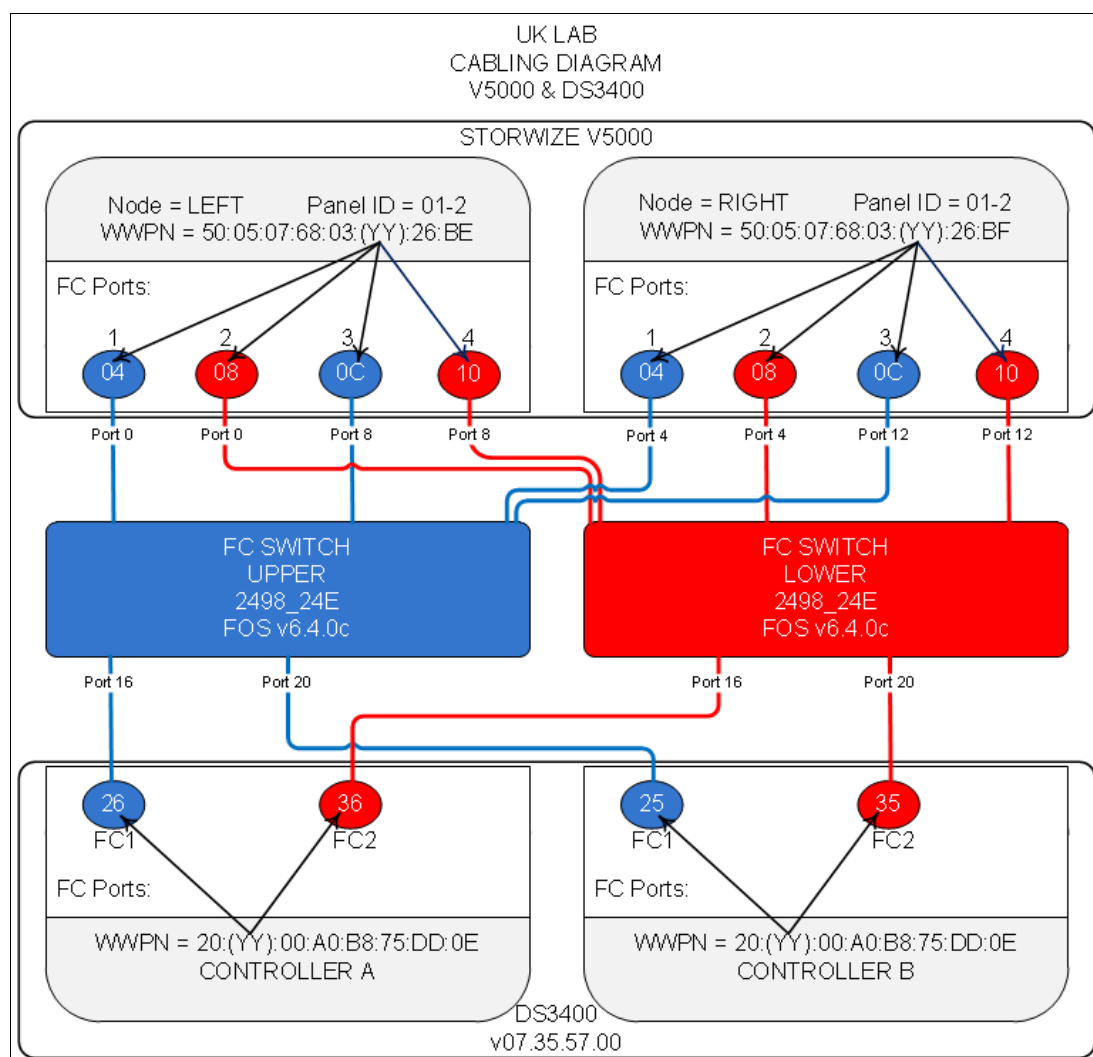 UK LAB
CABLING DIAGRAM
V5000 & DS3400
STORWIZE V5000
Node = LEFT Panel ID = 01-2
WWPN = 50:05:07:68:03:(YY):26:BE
FC Ports:
1 2 3 4
04 08 0C 10
Node = RIGHT Panel ID = 01-2
WWPN = 50:05:07:68:03:(YY):26:BF
FC Ports:
1 2 3 4
04 08 0C 10
Port 0 Port 0 Port 8 Port 8 Port 4 Port 4 Port 12 Port 12
FC SWITCH
UPPER
2498_24E
FOS v6.4.0c
FC SWITCH
LOWER
2498_24E
FOS v6.4.0c
Port 16 Port 20 Port 16 Port 20
26 36
FC1 FC2
FC Ports:
WWPN = 20:(YY):00:A0:B8:75:DD:0E
CONTROLLER A
25 35
FC1 FC2
FC Ports:
WWPN = 20:(YY):00:A0:B8:75:DD:0E
CONTROLLER B
DS3400
v07.35.57.00